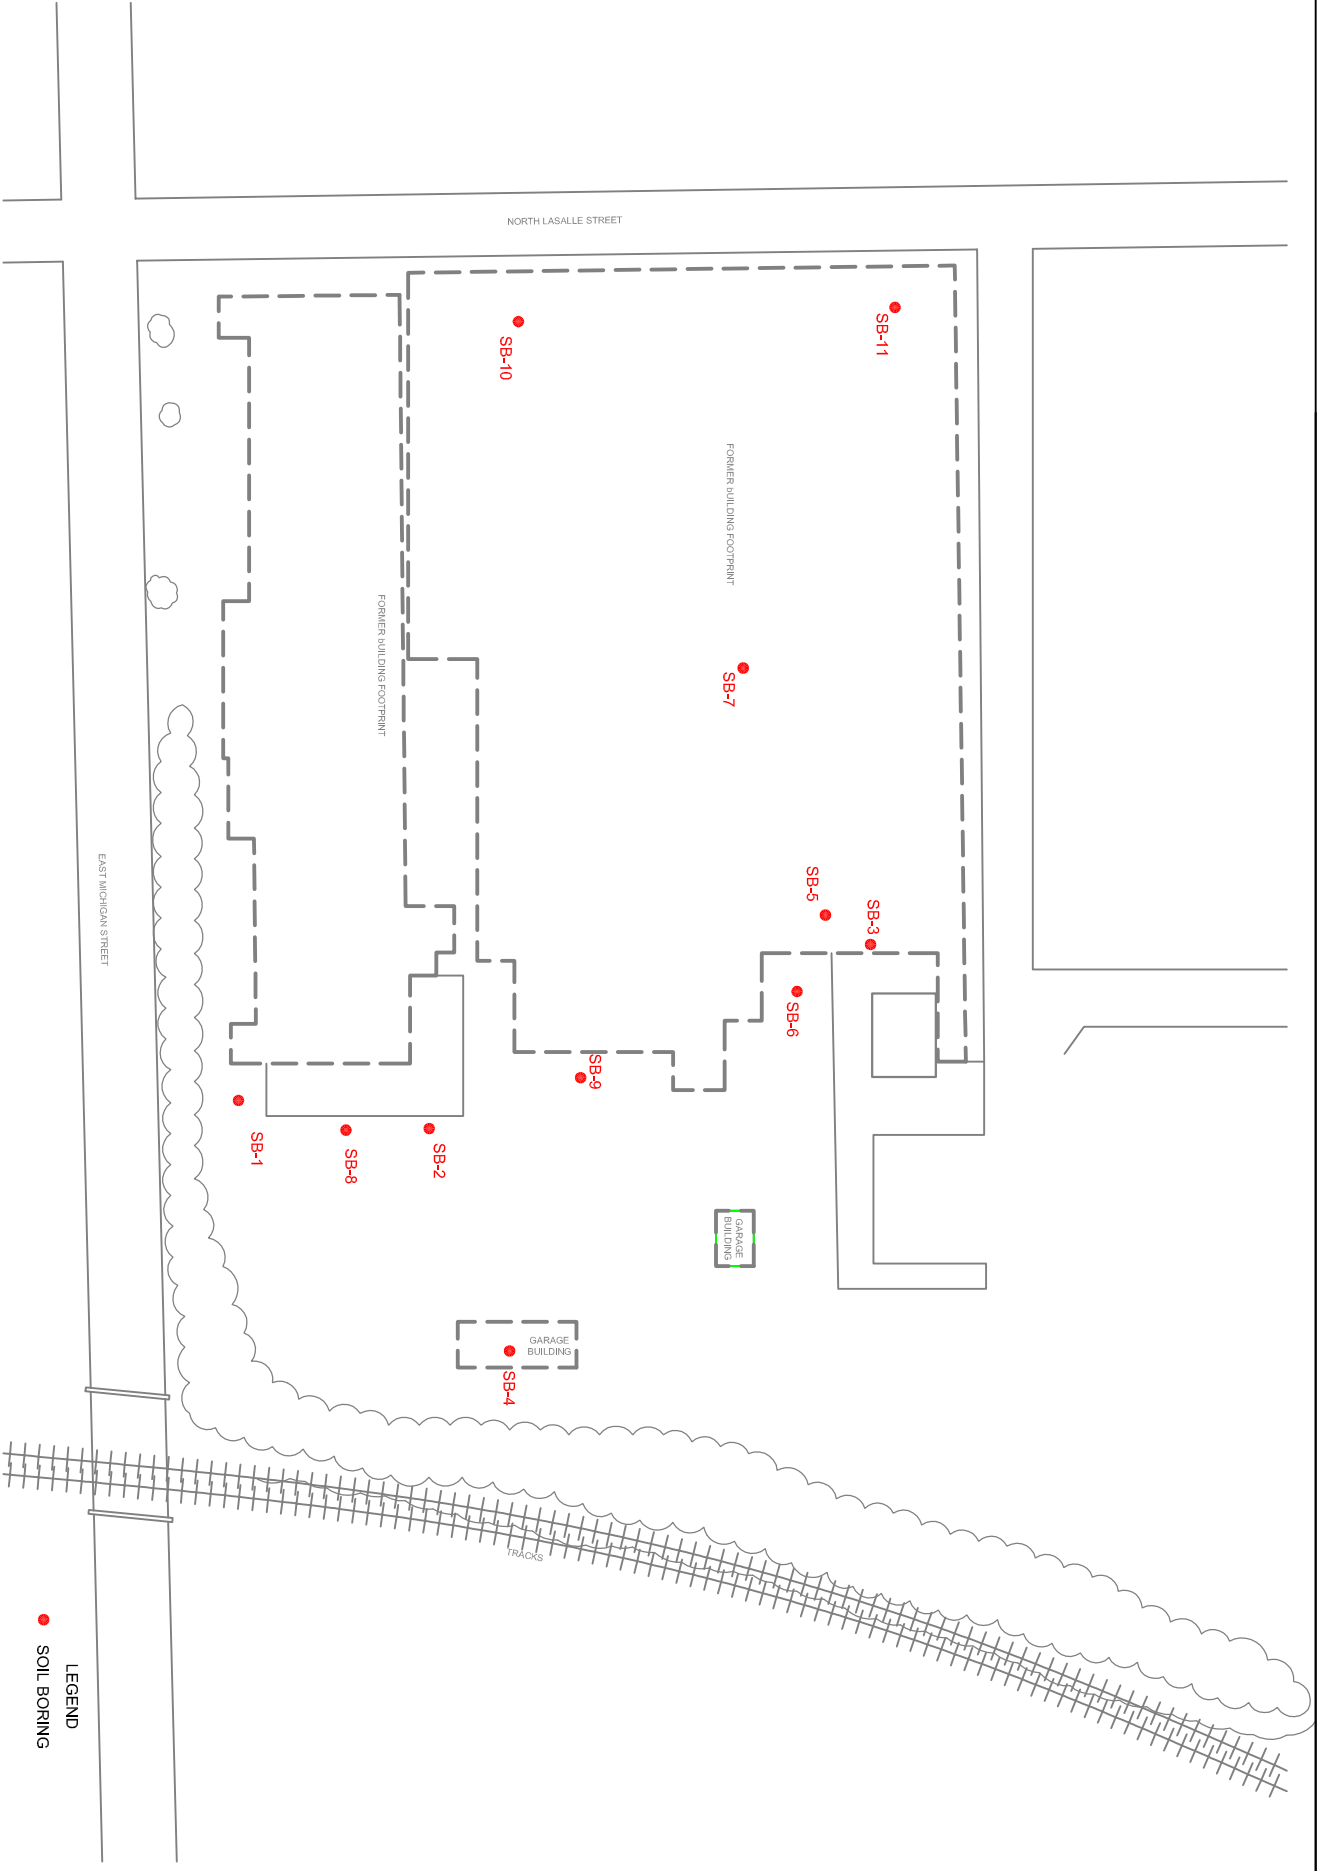 NORTH LASALLE STREET
SB-11
SB-10
FORMER bUILDING FOOTPRINT
FORMER bUILDING FOOTPRINT
SB-7
SB-5
SB-3
SB-6
SB-9
SB-1
SB-8
SB-2
EAST MICHIGAN STREET
GARAGE
BUILDING
GARAGE
BUILDING
SB-4
TRACKS
LEGEND
SOIL BORING